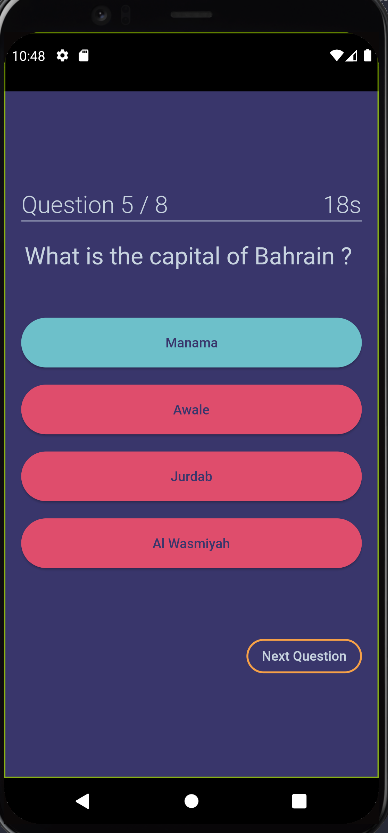 10:48
Question 5 / 8 18s
What is the capital of Bahrain ?
Manama
Awale
Jurdab
Al Wasmiyah
Next Question